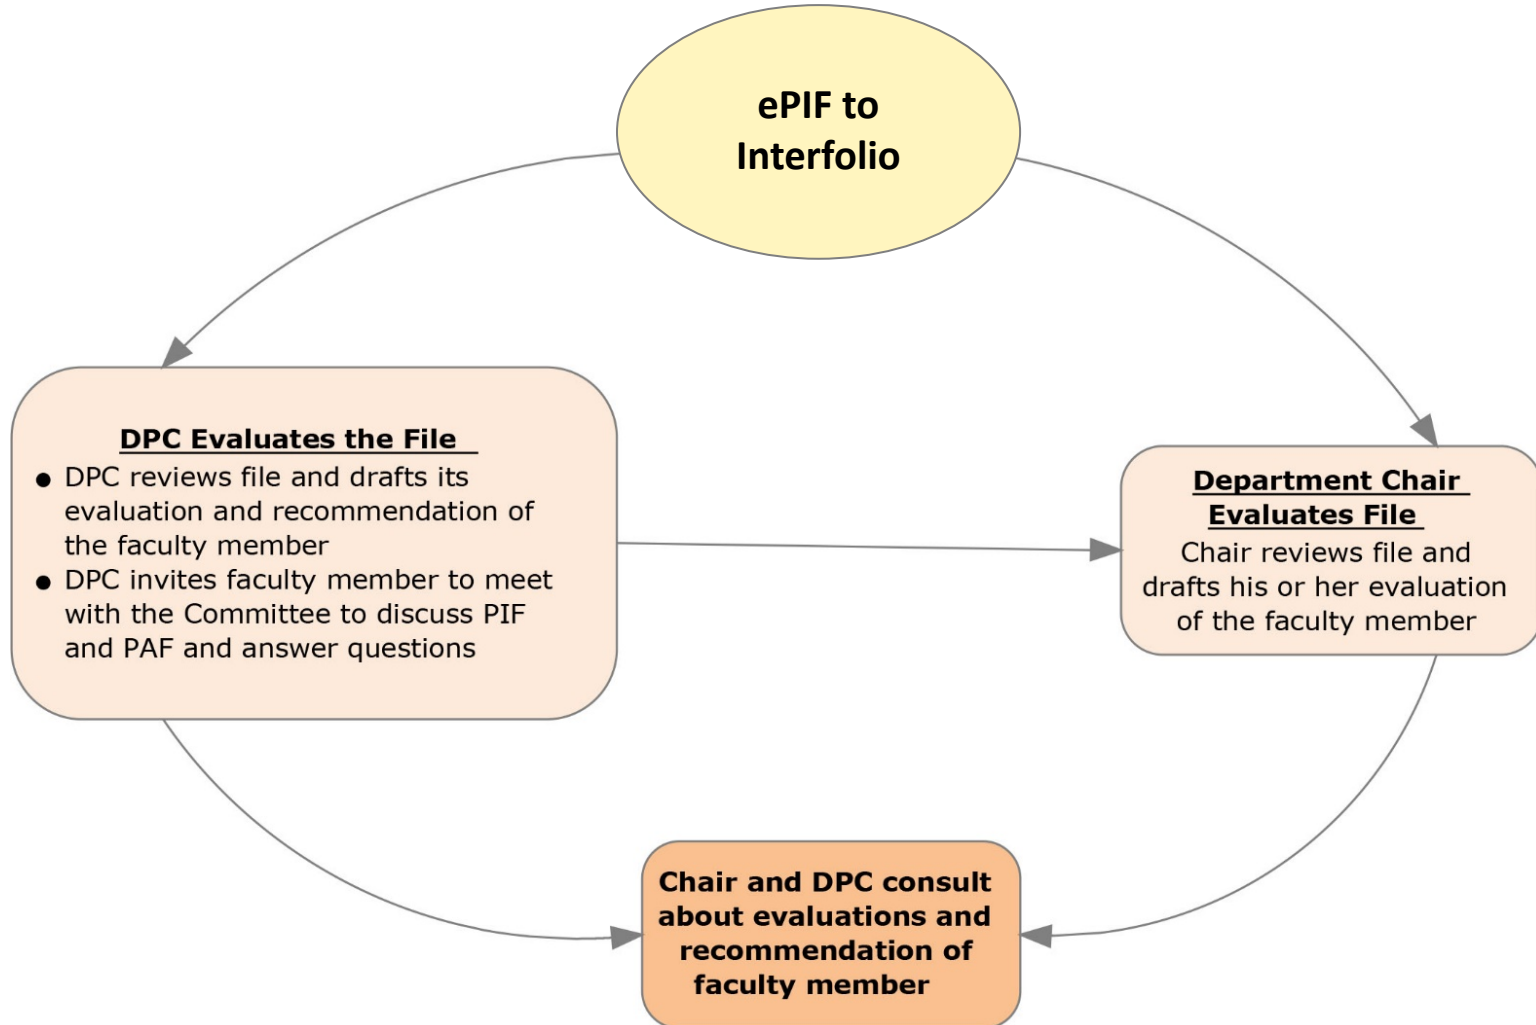 ePIF to
Interfolio
DPC Evaluates the File
● DPC reviews file and drafts its
evaluation and recommendation of
the faculty member
● DPC invites faculty member to meet
with the Committee to discuss PIF
and PAF and answer questions
Department Chair
Evaluates File
Chair reviews file and
drafts his or her evaluation
of the faculty member
Chair and DPC consult
about evaluations and
recommendation of
faculty member